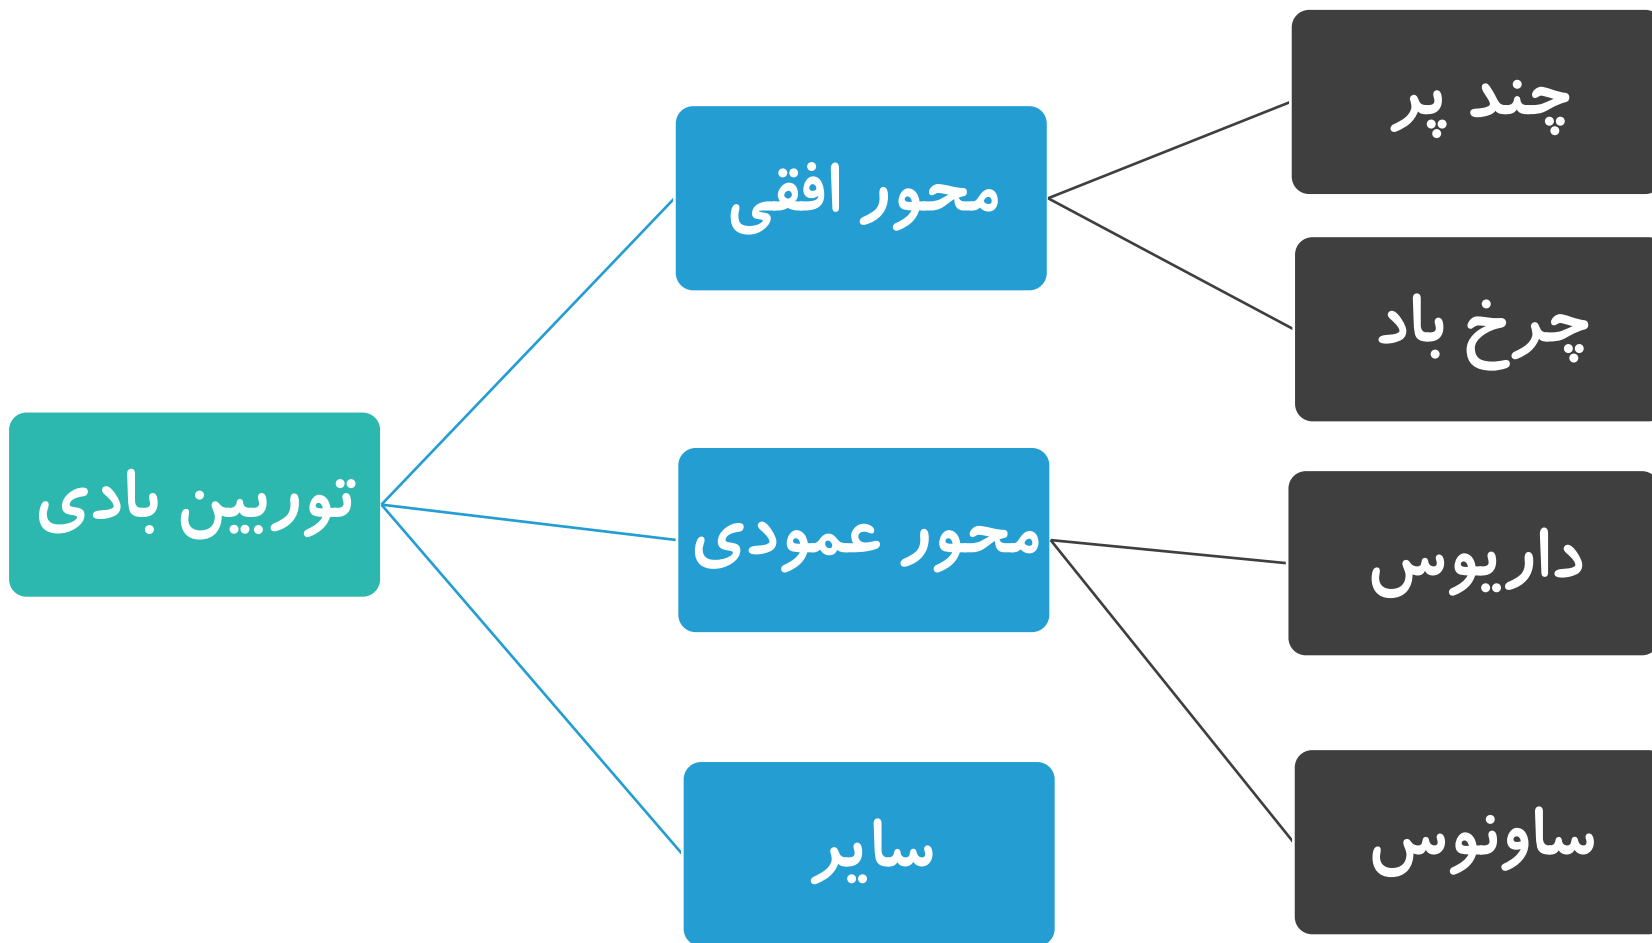 توربین بادی
محور افقی
چند پر
چرخ باد
محور عمودی
داریوس
ساونوس
سایر